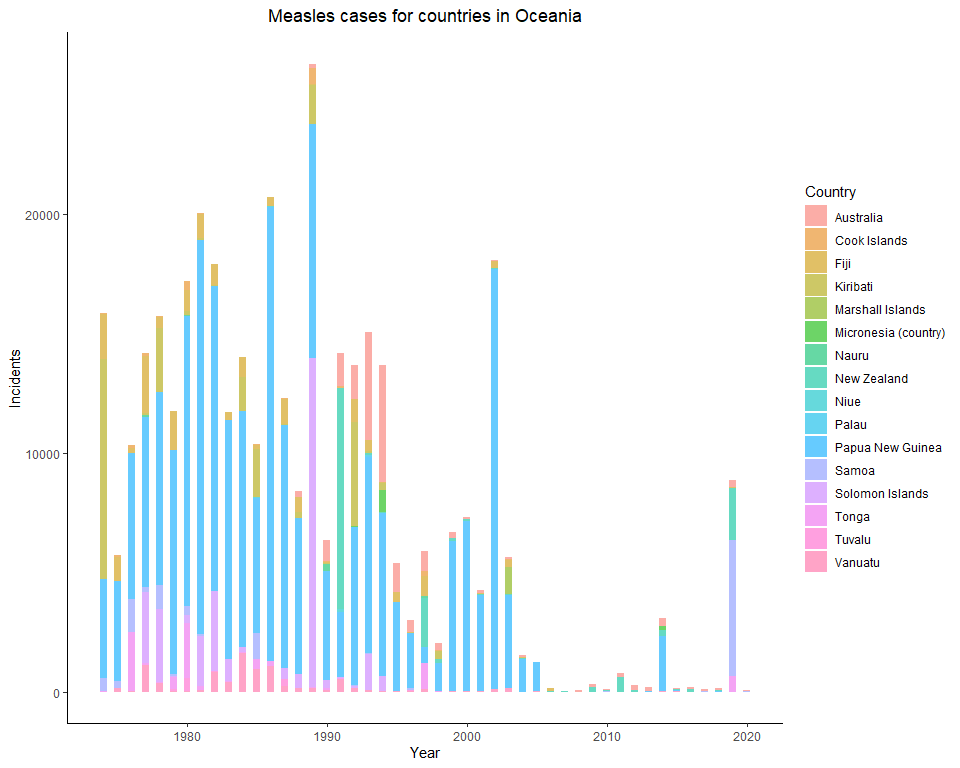 Measles cases for countries in Oceania
Incidents
20000
10000
0
1980
1990
2000
2010
2020
Year
Country
Australia
Cook Islands
Fiji
Kiribati
Marshall Islands
Micronesia (country)
Nauru
New Zealand
Niue
Palau
Papua New Guinea
Samoa
Solomon Islands
Tonga
Tuvalu
Vanuatu